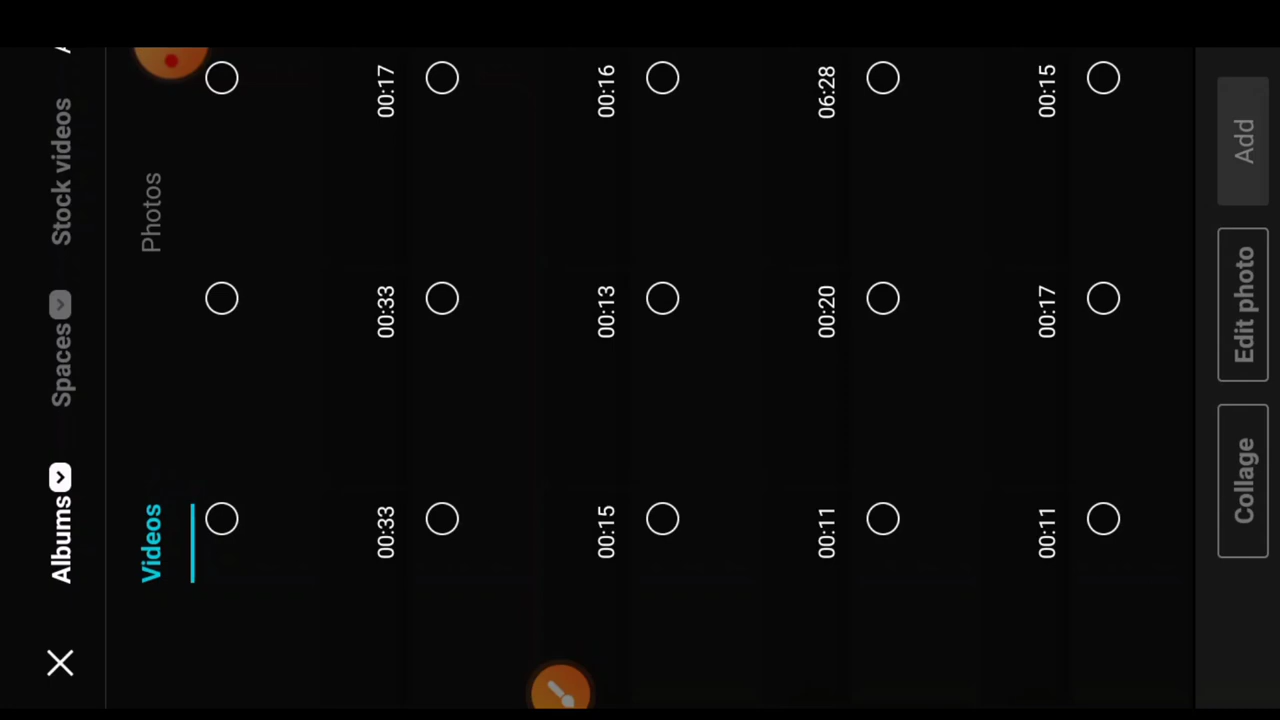 Albums Spaces Stock videos
Videos Photos
00:33 00:33 00:17
00:15 00:13 00:16
00:11 00:20 06:28
00:11 00:17 00:15
Collage Edit photo Add